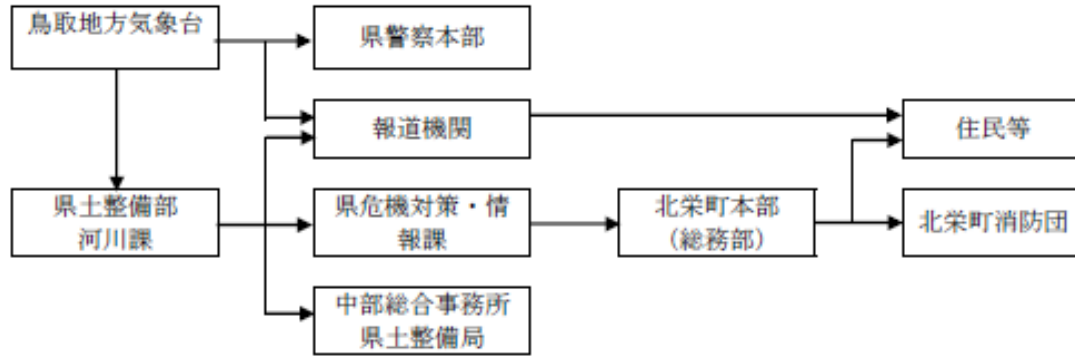 鳥取地方気象台
県警察本部
報道機関
住民等
県土整備部
河川課
県危機対策・情
報課
北栄町本部
（総務部）
北栄町消防団
中部総合事務所
県土整備局